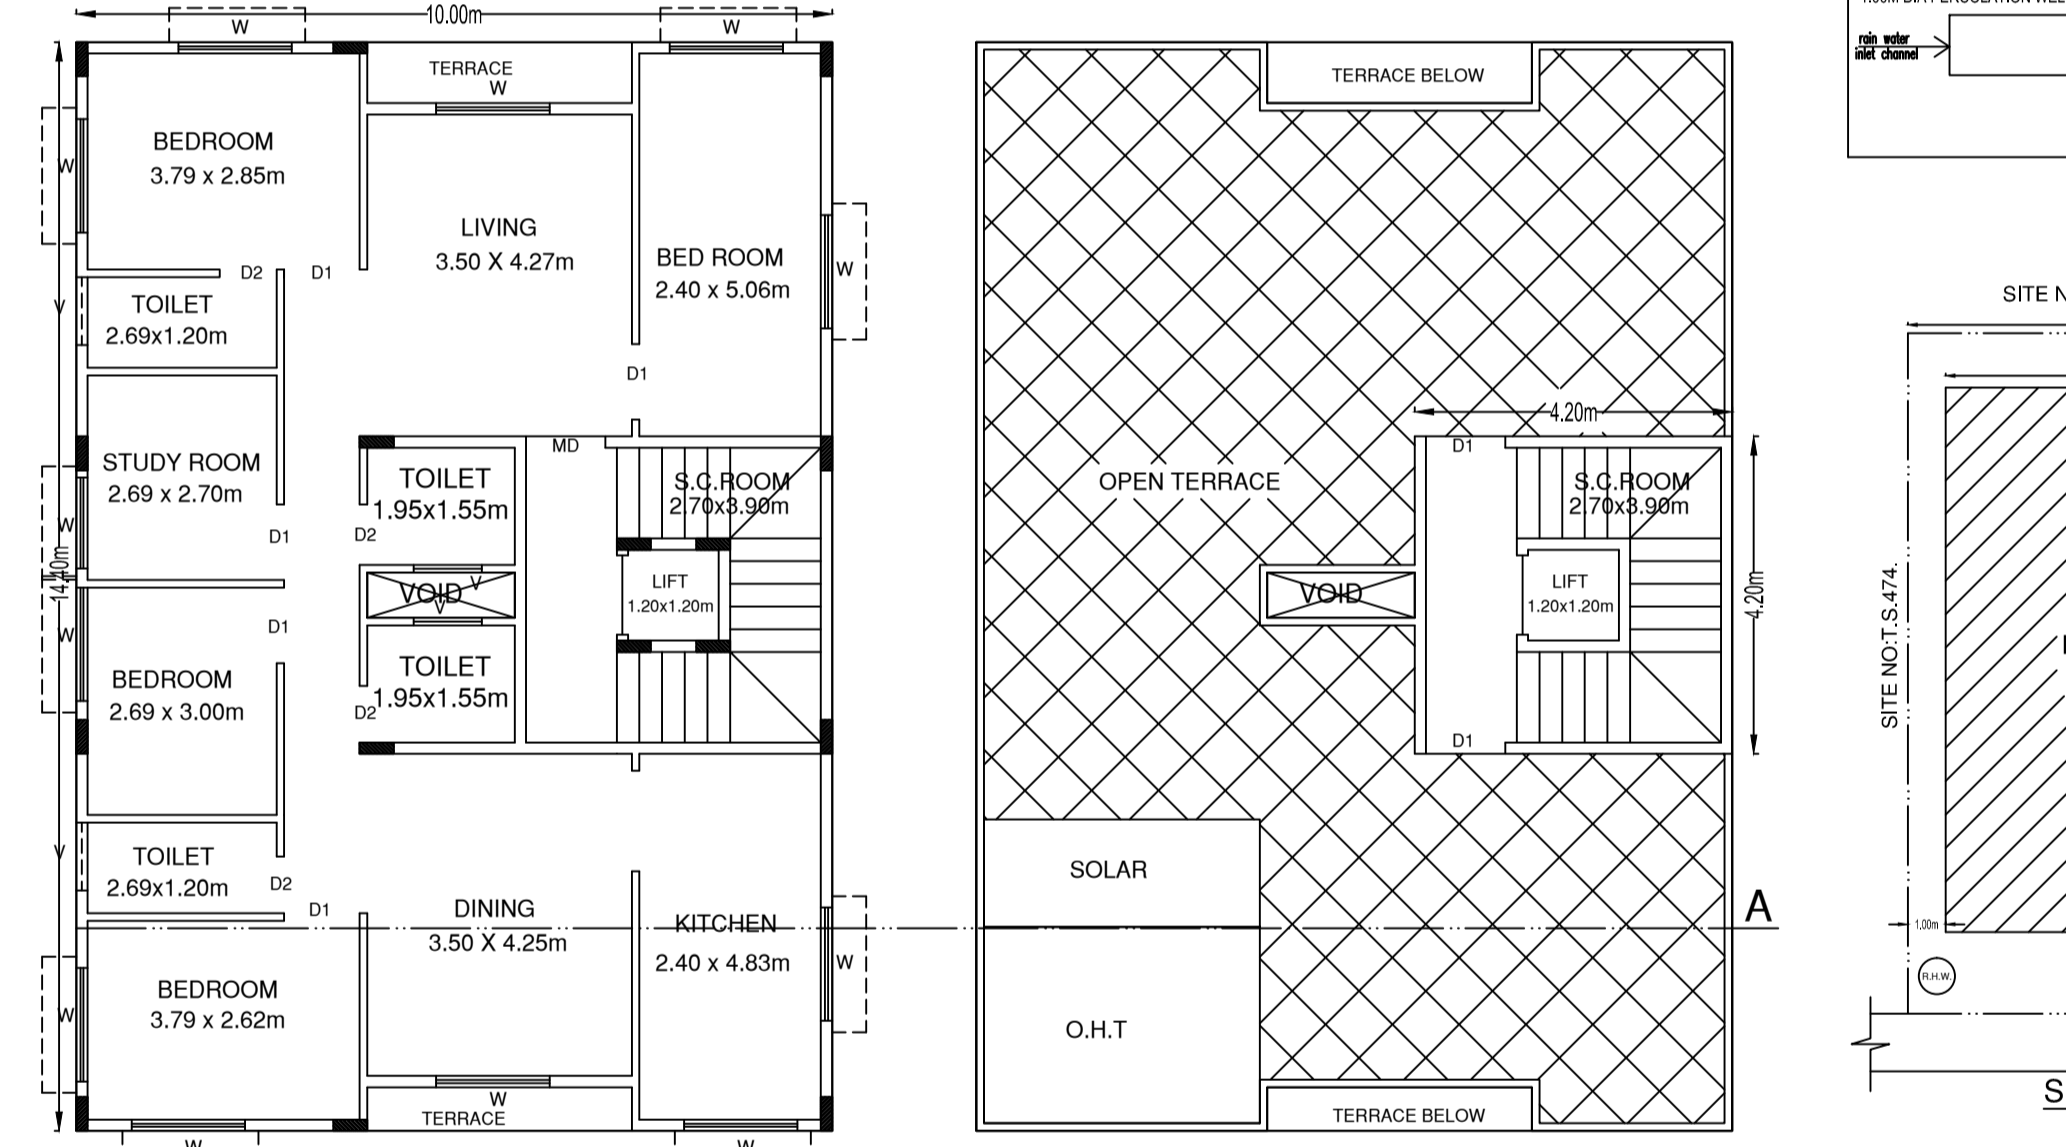 10.00m
W
W
TERRACE
W
BEDROOM
3.79 x 2.85m
W
LIVING
3.50 X 4.27m
BED ROOM
2.40 x 5.06m
W
D2
D1
TOILET
2.69x1.20m
V
D1
MD
STUDY ROOM
2.69 x 2.70m
TOILET
1.95x1.55m
S.C.ROOM
2.70x3.90m
W
D1
D2
14.40m
VOID
V
V
LIFT
1.20x1.20m
W
D1
TOILET
1.95x1.55m
BEDROOM
2.69 x 3.00m
D2
V
TOILET
2.69x1.20m
D2
D1
DINING
3.50 X 4.25m
KITCHEN
2.40 x 4.83m
W
BEDROOM
3.79 x 2.62m
W
W
TERRACE
W
W
TERRACE BELOW
4.20m
D1
OPEN TERRACE
S.C.ROOM
2.70x3.90m
VOID
LIFT
1.20x1.20m
4.20m
D1
SOLAR
A
O.H.T
TERRACE BELOW
rain water
inlet channel
SITE N
SITE NO:T.S.474.
1.00m
R.H.W.
S